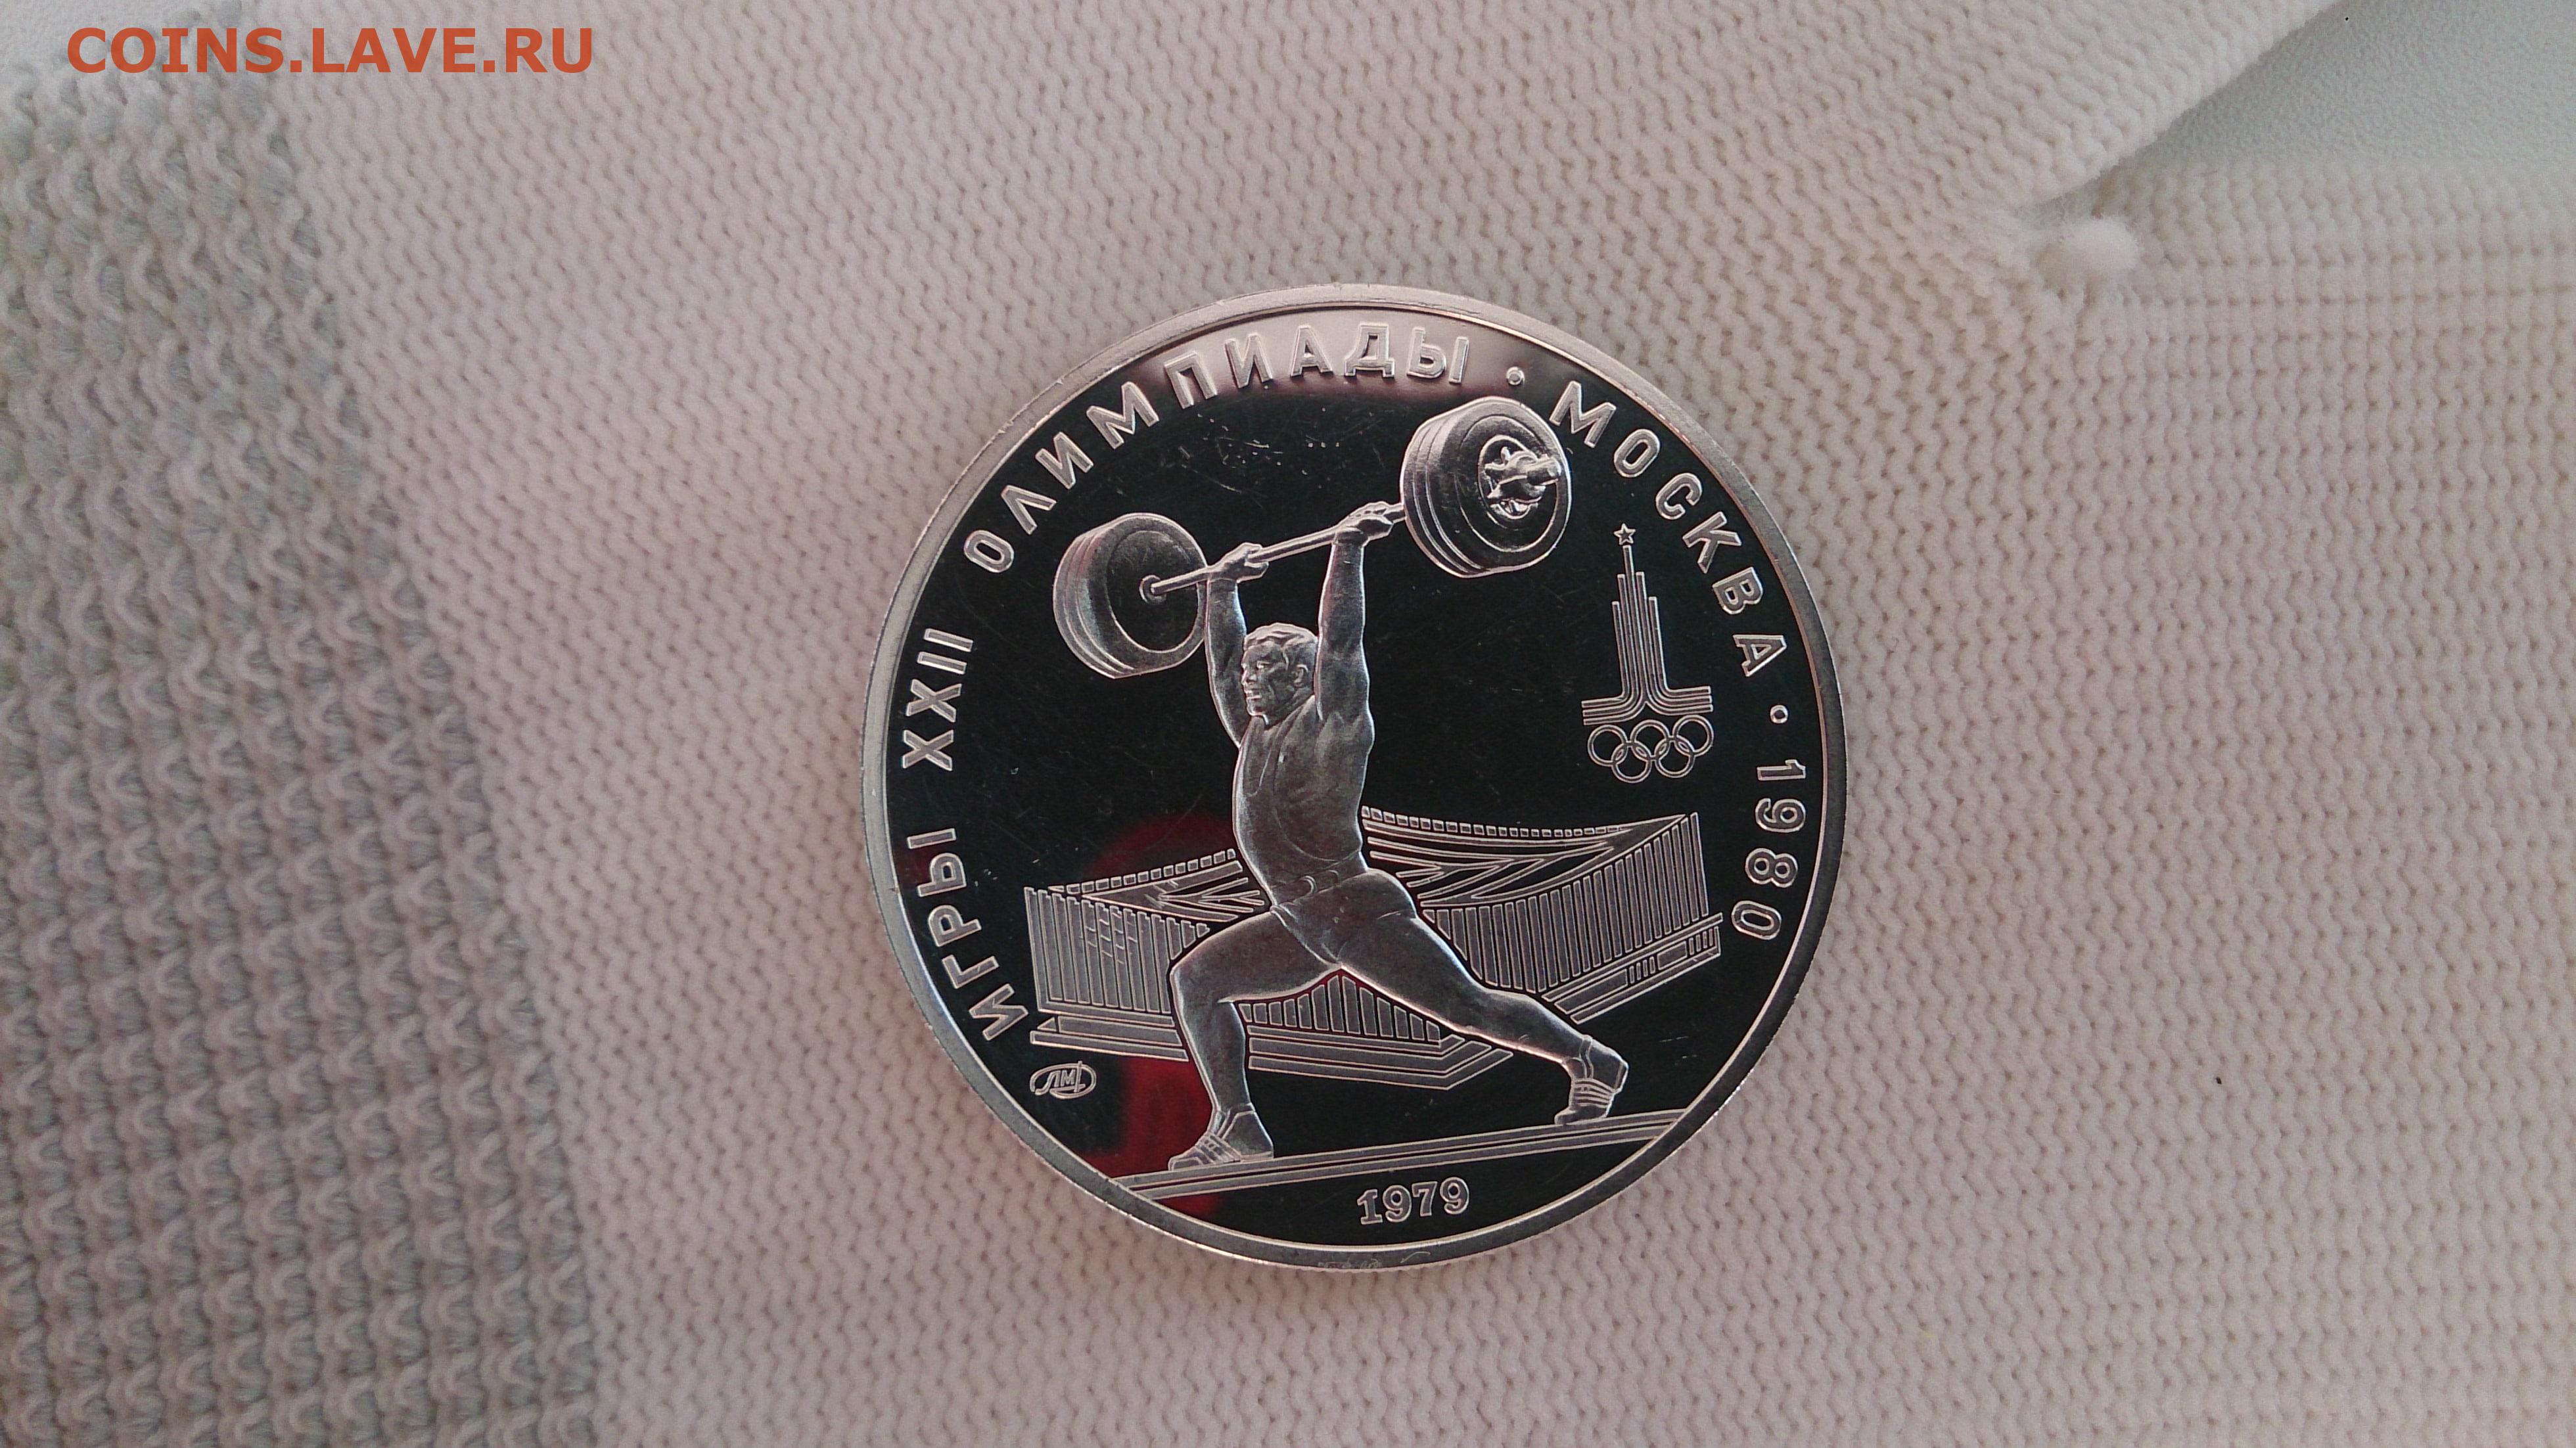 COINS.LAVE.RU
ИГРЫ XXII ОЛИМПИАДЫ • МОСКВА • 1980
ЛМД
1979